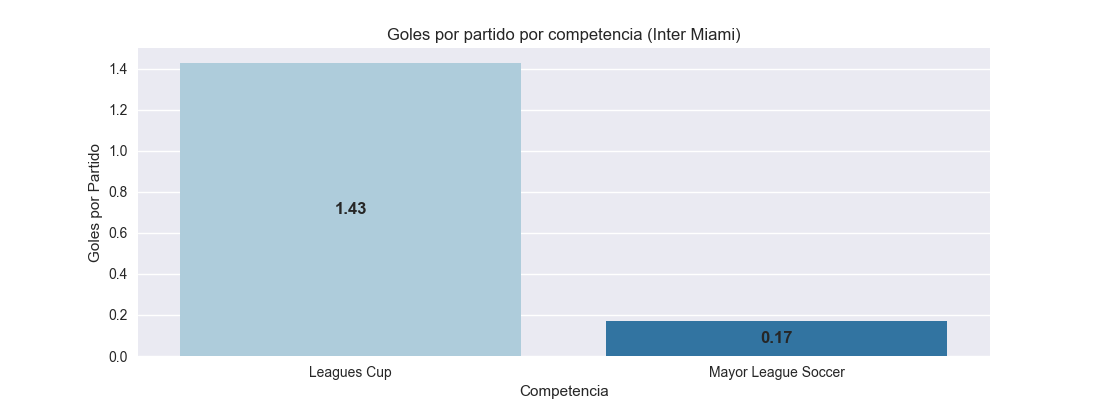 Goles por partido por competencia (Inter Miami)
Goles por Partido
1.4
1.2
1.0
0.8
0.6
0.4
0.2
0.0
1.43
0.17
Leagues Cup
Mayor League Soccer
Competencia